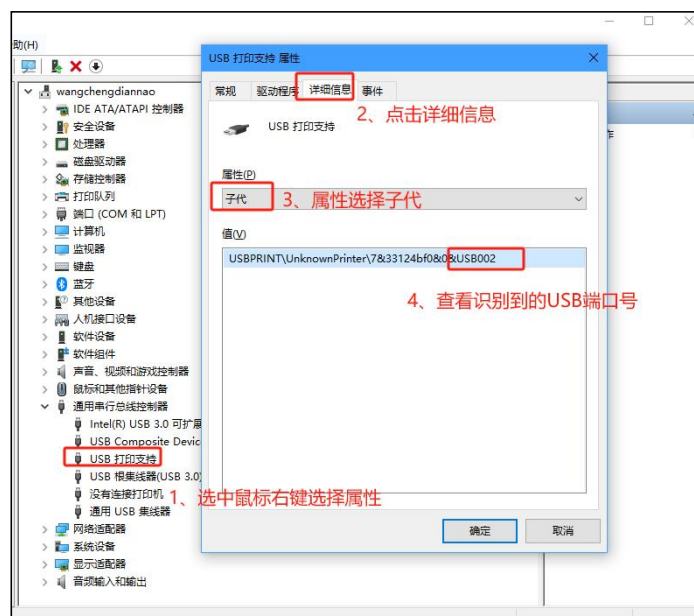 助(H)
wangchengdiannao
IDE ATA/ATAPI 控制器
安全设备
处理器
磁盘驱动器
存储控制器
打印队列
端口 (COM 和 LPT)
计算机
监视器
键盘
蓝牙
其他设备
人机接口设备
软件设备
软件组件
声音、视频和游戏控制器
鼠标和其他指针设备
通用串行总线控制器
Intel(R) USB 3.0 可扩展
USB Composite Devic
USB 打印支持
USB 根集线器(USB 3.0)
没有连接打印机
1、选中鼠标右键选择属性
通用 USB 集线器
网络适配器
系统设备
显示适配器
音频输入和输出
USB 打印支持 属性
常规 驱动程序 详细信息 事件
2、点击详细信息
USB 打印支持
属性(P)
子代
3、属性选择子代
值(V)
USBPRINT\UnknownPrinter\7&33124bf0&0&USB002
4、查看识别到的USB端口号
确定 取消